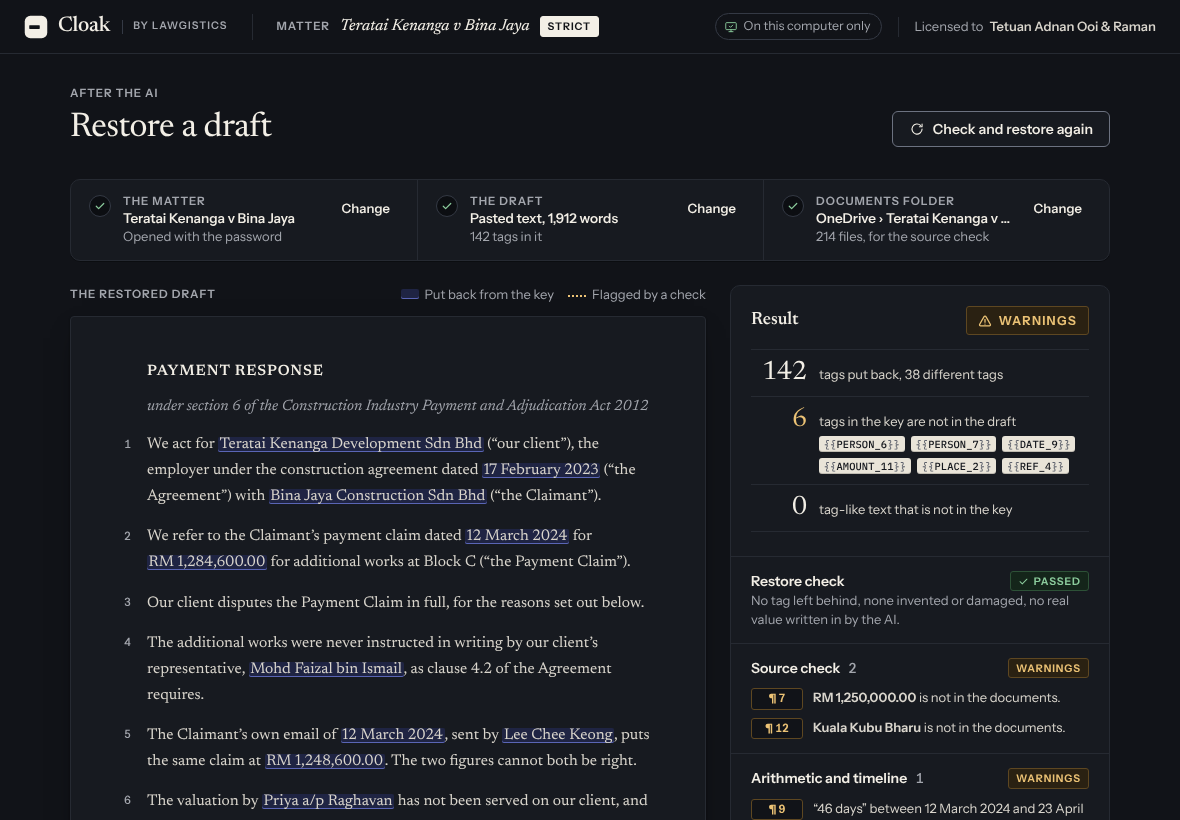 Cloak BY LAWGISTICS MATTER Teratai Kenanga v Bina Jaya STRICT On this computer only Licensed to Tetuan Adnan Ooi & Raman
AFTER THE AI
Restore a draft
Check and restore again
THE MATTER
Teratai Kenanga v Bina Jaya
Opened with the password
Change
THE DRAFT
Pasted text, 1,912 words
142 tags in it
Change
DOCUMENTS FOLDER
OneDrive › Teratai Kenanga v ...
214 files, for the source check
Change
THE RESTORED DRAFT Put back from the key Flagged by a check
PAYMENT RESPONSE
under section 6 of the Construction Industry Payment and Adjudication Act 2012
1 We act for Teratai Kenanga Development Sdn Bhd (“our client”), the
employer under the construction agreement dated 17 February 2023 (“the
Agreement”) with Bina Jaya Construction Sdn Bhd (“the Claimant”).
2 We refer to the Claimant’s payment claim dated 12 March 2024 for
RM 1,284,600.00 for additional works at Block C (“the Payment Claim”).
3 Our client disputes the Payment Claim in full, for the reasons set out below.
4 The additional works were never instructed in writing by our client’s
representative, Mohd Faizal bin Ismail, as clause 4.2 of the Agreement
requires.
5 The Claimant’s own email of 12 March 2024, sent by Lee Chee Keong, puts
the same claim at RM 1,248,600.00. The two figures cannot both be right.
6 The valuation by Priya a/p Raghavan has not been served on our client, and
Result WARNINGS
142 tags put back, 38 different tags
6 tags in the key are not in the draft
{{PERSON_6}} {{PERSON_7}} {{DATE_9}}
{{AMOUNT_11}} {{PLACE_2}} {{REF_4}}
0 tag-like text that is not in the key
Restore check PASSED
No tag left behind, none invented or damaged, no real
value written in by the AI.
Source check 2 WARNINGS
¶ 7 RM 1,250,000.00 is not in the documents.
¶ 12 Kuala Kubu Bharu is not in the documents.
Arithmetic and timeline 1 WARNINGS
¶ 9 “46 days” between 12 March 2024 and 23 April